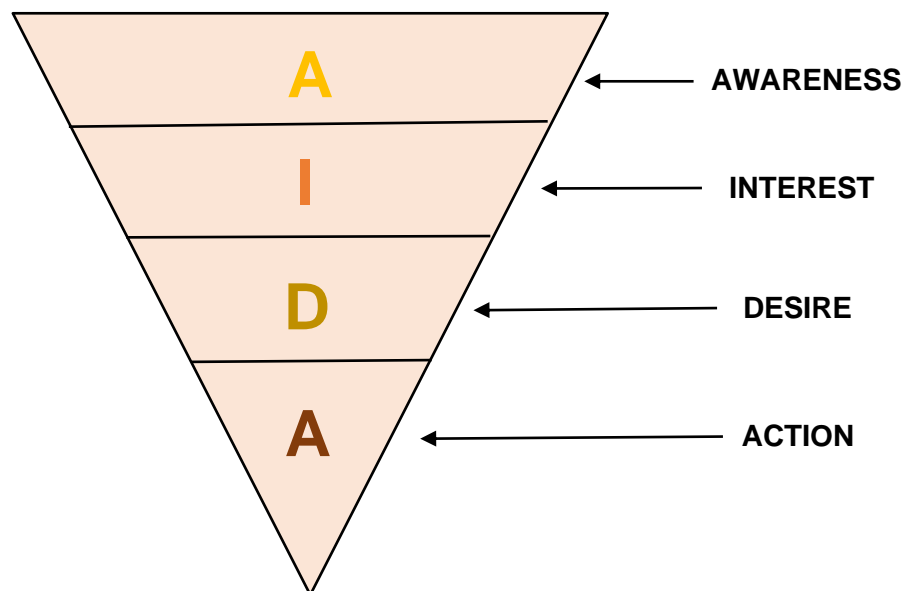 A
AWARENESS
I
INTEREST
D
DESIRE
A
ACTION